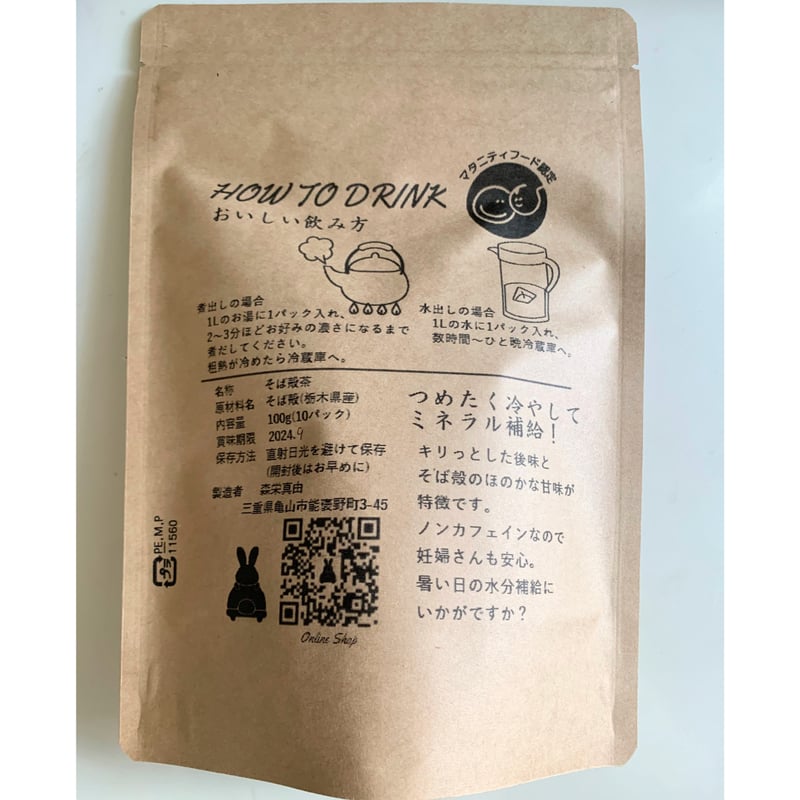 マタニティフード認定
HOW TO DRINK
おいしい飲み方
煮出しの場合
1Lのお湯に1パック入れ、
2~3分ほどお好みの濃さになるまで
煮だしてください。
粗熱が冷めたら冷蔵庫へ。
水出しの場合
1Lの水に1パック入れ、
数時間~ひと晩冷蔵庫へ。
名称 そば殻茶
原材料名 そば殻(栃木県産)
内容量 100g(10パック)
賞味期限 2024.9
保存方法 直射日光を避けて保存
(開封後はお早めに)
製造者 森栄真由
三重県亀山市能褒野町3-45
つめたく冷やして
ミネラル補給!
キリっとした後味と
そば殻のほのかな甘味が
特徴です。
ノンカフェインなので
妊婦さんも安心。
暑い日の水分補給に
いかがですか?
プラ
PE,M,P
11560
Online Shop